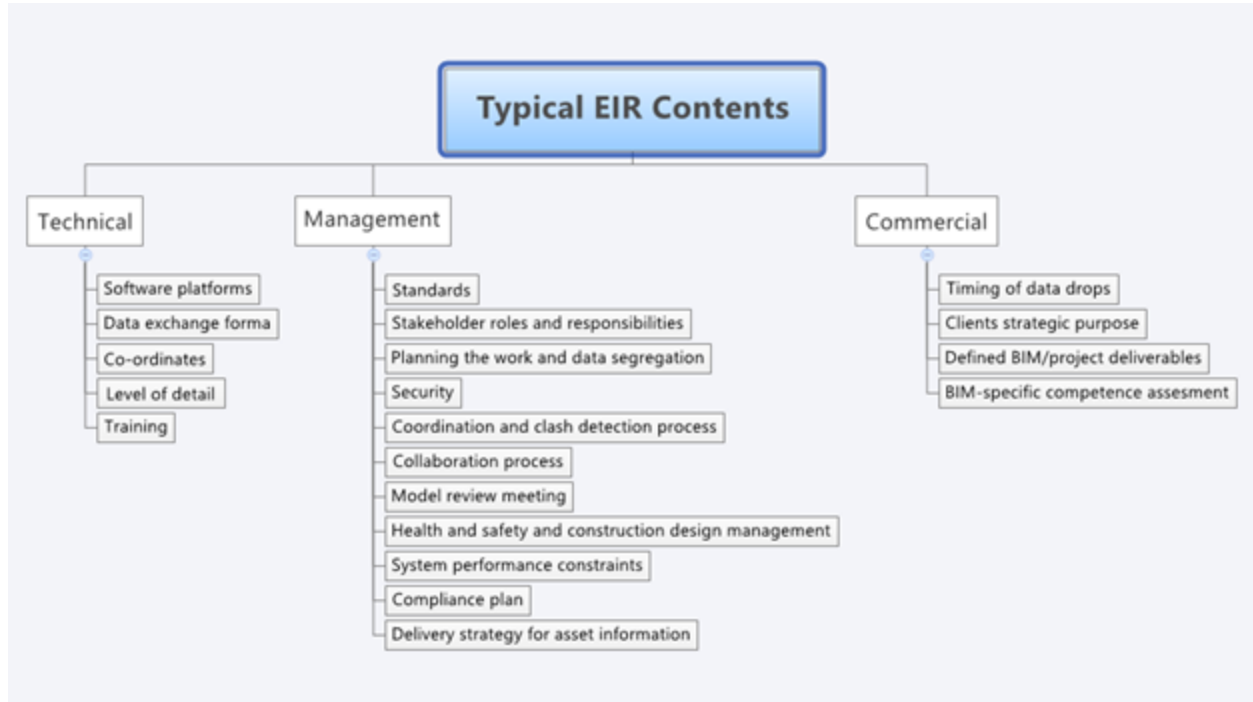 Typical EIR Contents
Technical
Software platforms
Data exchange forma
Co-ordinates
Level of detail
Training
Management
Standards
Stakeholder roles and responsibilities
Planning the work and data segregation
Security
Coordination and clash detection process
Collaboration process
Model review meeting
Health and safety and construction design management
System performance constraints
Compliance plan
Delivery strategy for asset information
Commercial
Timing of data drops
Clients strategic purpose
Defined BIM/project deliverables
BIM-specific competence assesment